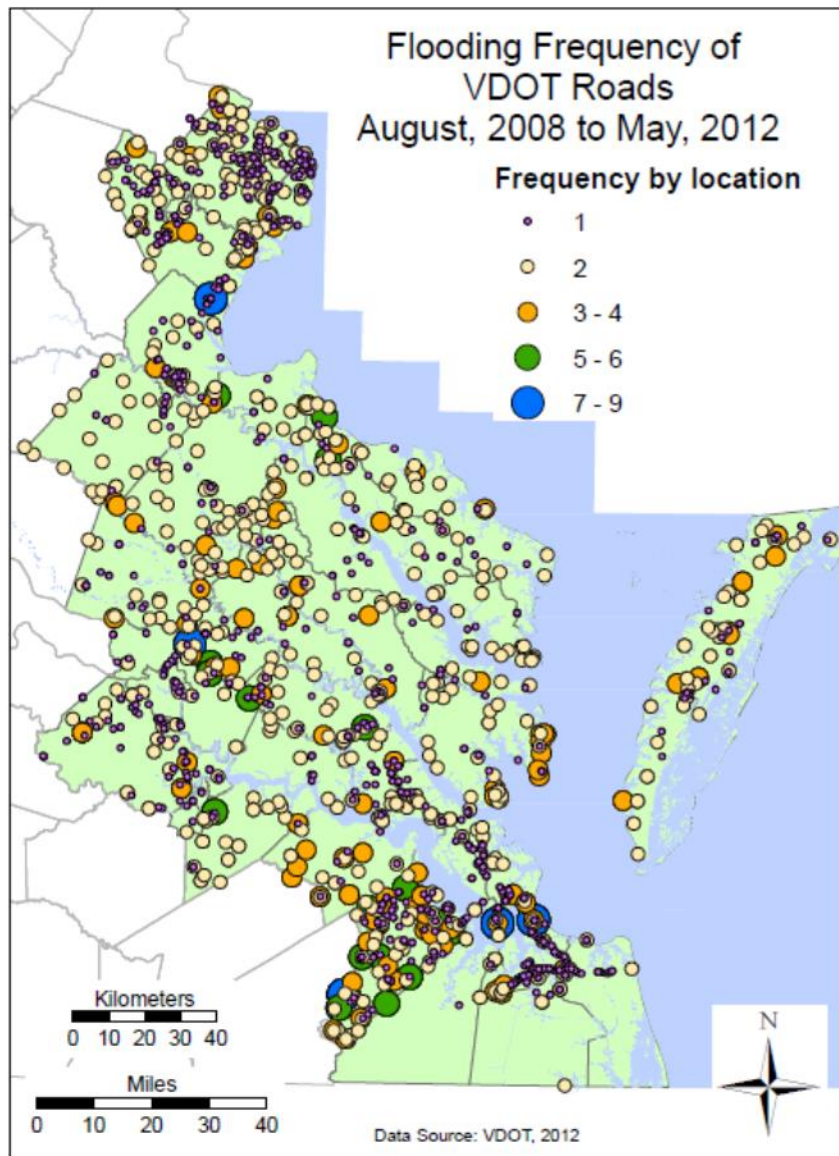 Flooding Frequency of
VDOT Roads
August, 2008 to May, 2012
Frequency by location
1
2
3 - 4
5 - 6
7 - 9
Kilometers
0 10 20 30 40
Miles
0 10 20 30 40
N
Data Source: VDOT, 2012